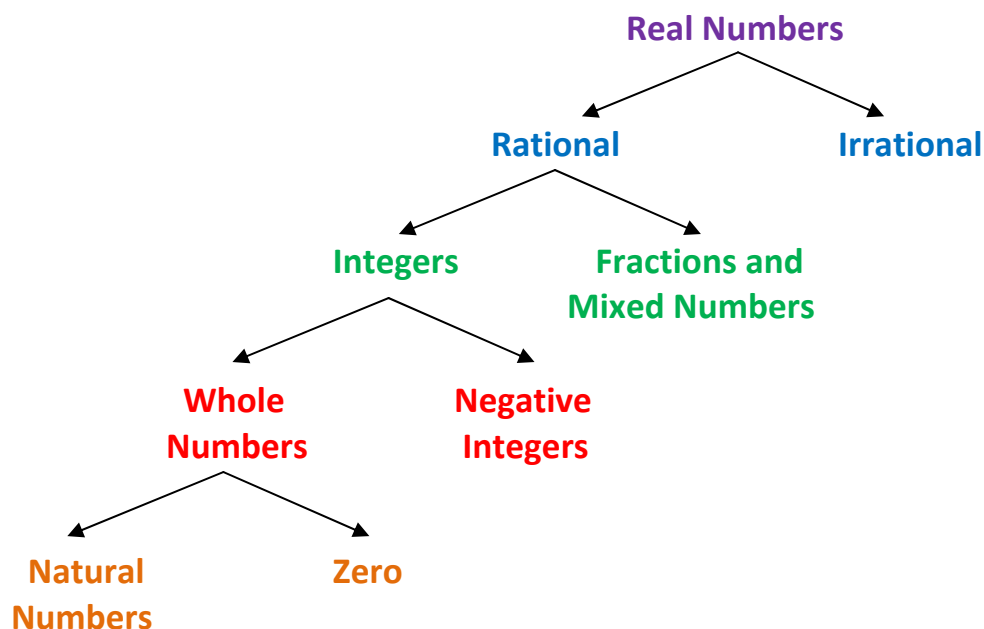 Real Numbers
Rational
Irrational
Integers
Fractions and
Mixed Numbers
Whole
Numbers
Negative
Integers
Natural
Numbers
Zero